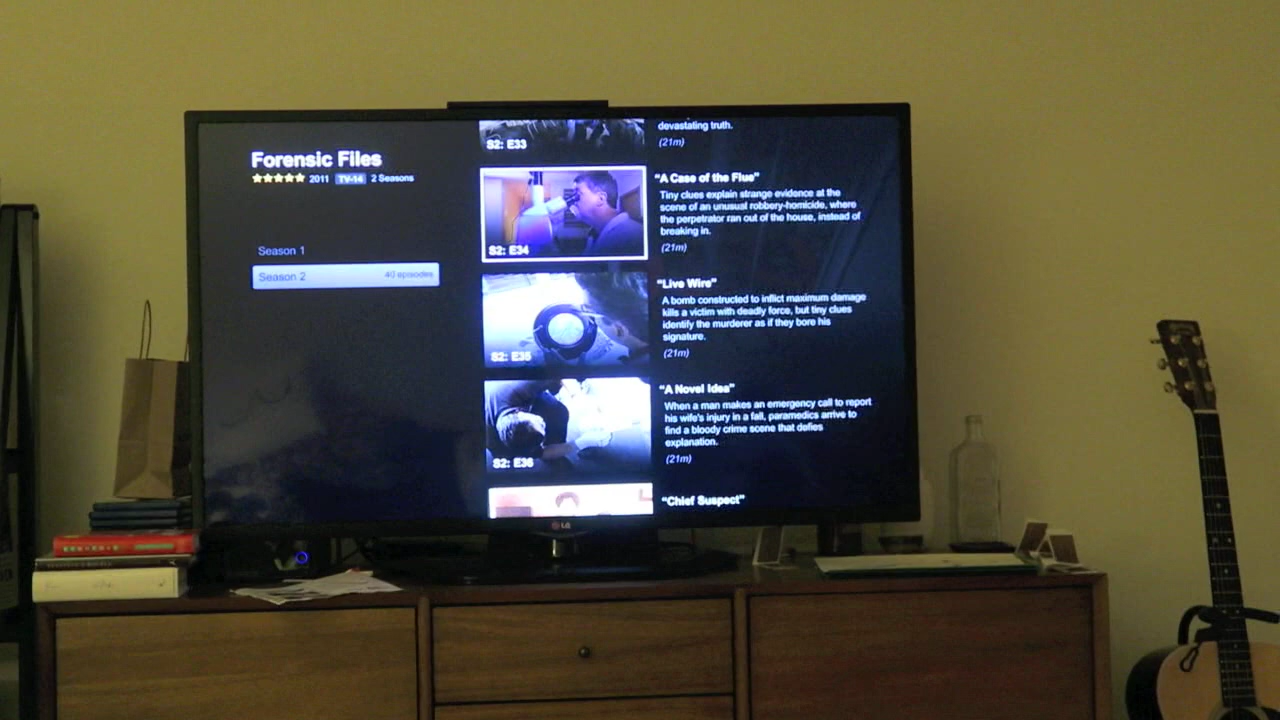 Forensic Files
2011 TV-14 2 Seasons
Season 1
Season 2 40 episodes
S2: E33
devastating truth.
(21m)
S2: E34
"A Case of the Flue"
Tiny clues explain strange evidence at the
scene of an unusual robbery-homicide, where
the perpetrator ran out of the house, instead of
breaking in.
(21m)
S2: E35
"Live Wire"
A bomb constructed to inflict maximum damage
kills a victim with deadly force, but tiny clues
identify the murderer as if they bore his
signature.
(21m)
S2: E36
"A Novel Idea"
When a man makes an emergency call to report
his wife's injury in a fall, paramedics arrive to
find a bloody crime scene that defies
explanation.
(21m)
"Chief Suspect"
LG